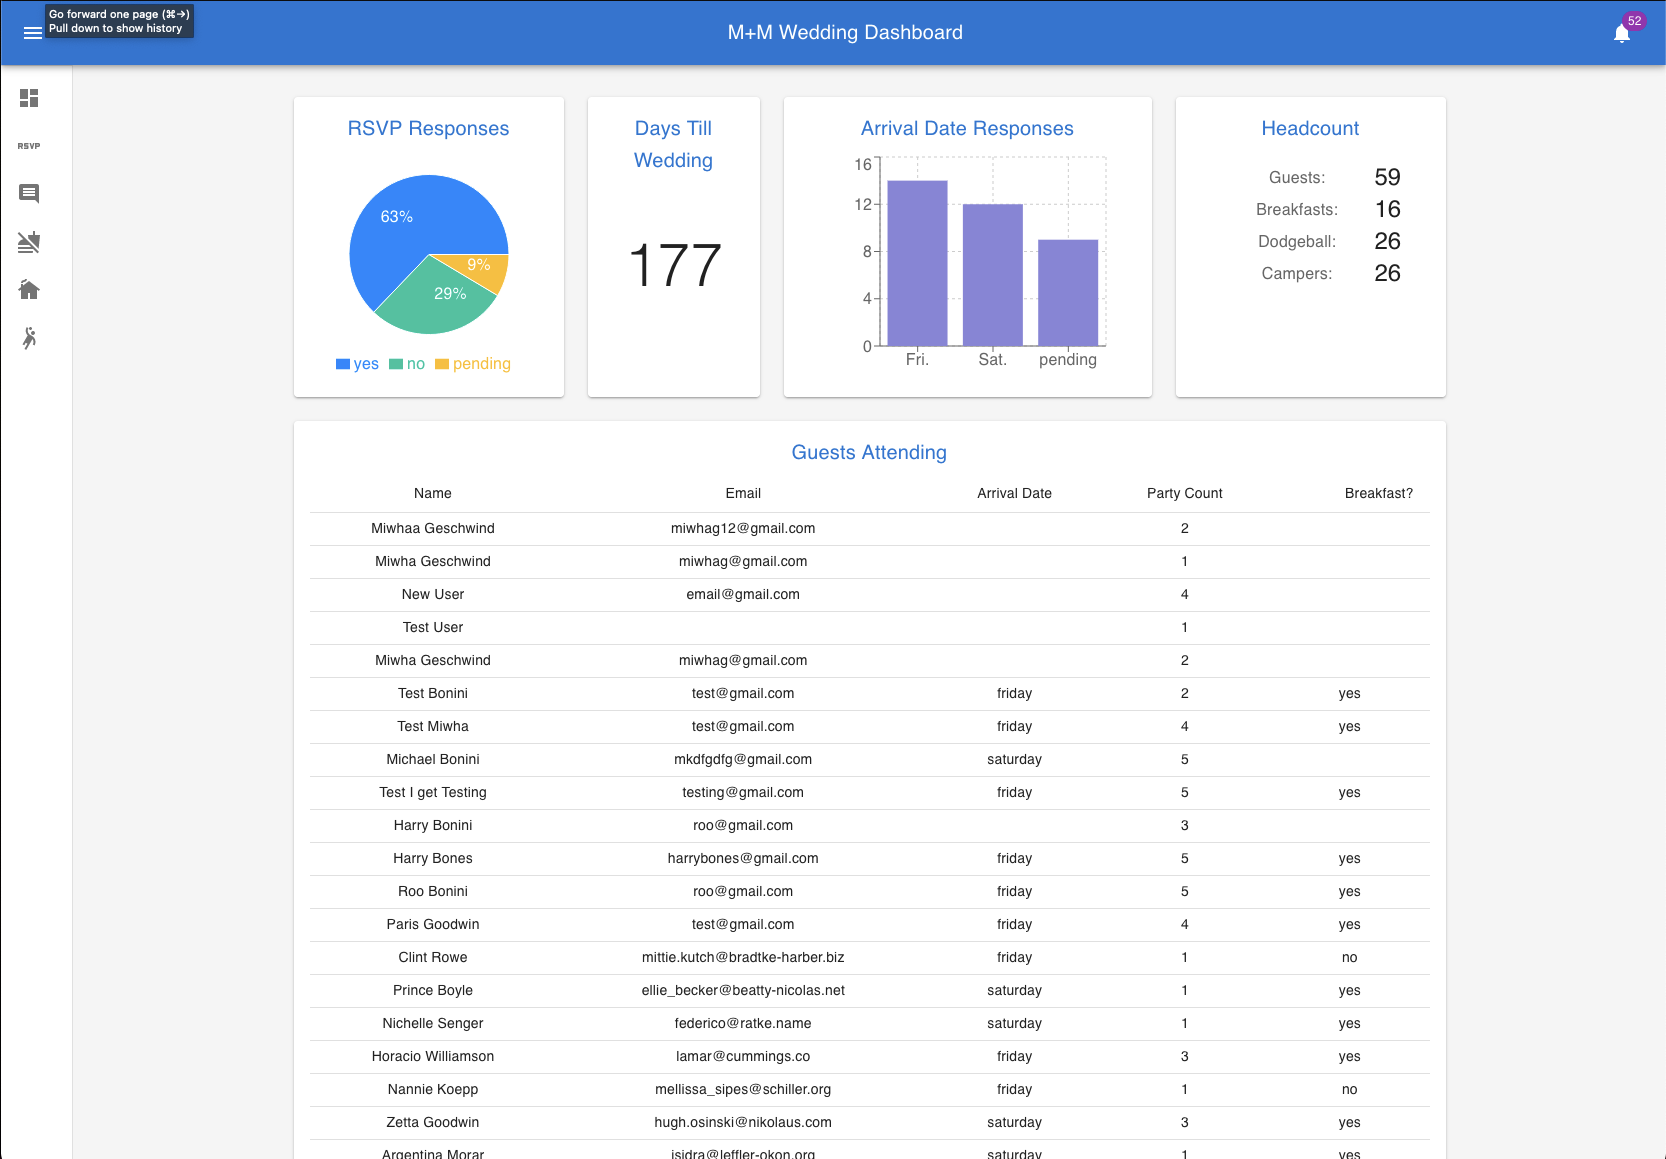 Go forward one page (⌘→)
Pull down to show history
M+M Wedding Dashboard
52
RSVP
RSVP Responses
63%
9%
29%
yes no pending
Days Till
Wedding
177
Arrival Date Responses
16
12
8
4
0
Fri. Sat. pending
Headcount
Guests: 59
Breakfasts: 16
Dodgeball: 26
Campers: 26
Guests Attending
Name Email Arrival Date Party Count Breakfast?
Miwhaa Geschwind miwhag12@gmail.com 2
Miwha Geschwind miwhag@gmail.com 1
New User email@gmail.com 4
Test User 1
Miwha Geschwind miwhag@gmail.com 2
Test Bonini test@gmail.com friday 2 yes
Test Miwha test@gmail.com friday 4 yes
Michael Bonini mkdfgdfg@gmail.com saturday 5
Test I get Testing testing@gmail.com friday 5 yes
Harry Bonini roo@gmail.com 3
Harry Bones harrybones@gmail.com friday 5 yes
Roo Bonini roo@gmail.com friday 5 yes
Paris Goodwin test@gmail.com friday 4 yes
Clint Rowe mittie.kutch@bradtke-harber.biz friday 1 no
Prince Boyle ellie_becker@beatty-nicolas.net saturday 1 yes
Nichelle Senger federico@ratke.name saturday 1 yes
Horacio Williamson lamar@cummings.co friday 3 yes
Nannie Koepp mellissa_sipes@schiller.org friday 1 no
Zetta Goodwin hugh.osinski@nikolaus.com saturday 3 yes
Argentina Morar isidra@leffler-okon.org saturday 1 yes